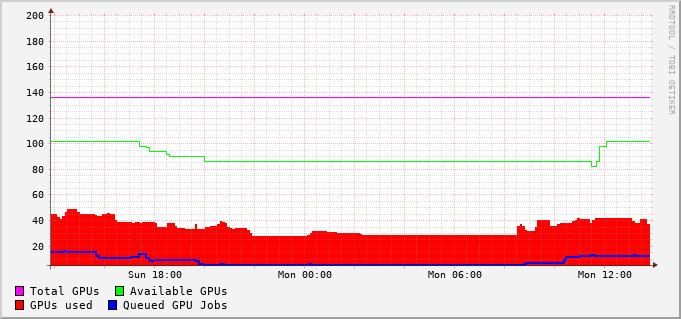 200
180
160
140
120
100
80
60
40
20
Sun 18:00 Mon 00:00 Mon 06:00 Mon 12:00
Total GPUs Available GPUs
GPUs used Queued GPU Jobs
RRDTOOL / TOBI OETIKER